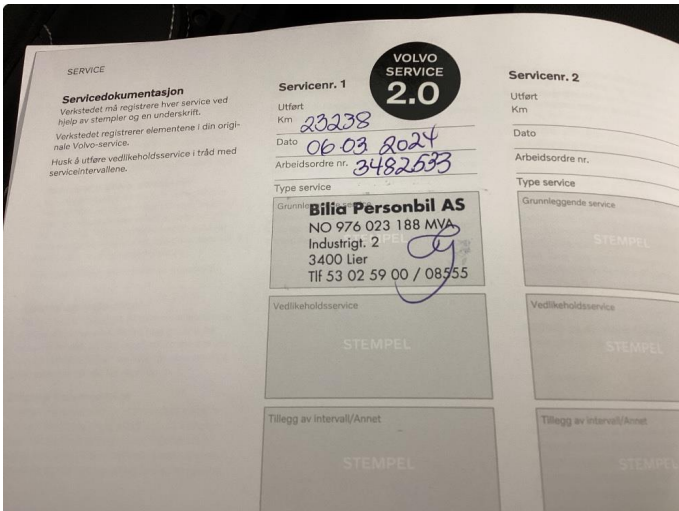 SERVICE
Servicedokumentasjon
Verkstedet må registrere hver service ved
hjelp av stempler og en underskrift.
Verkstedet registrerer elementene i din origi-
nale Volvo-service.
Husk å utføre vedlikeholdsservice i tråd med
serviceintervallene.
Servicenr. 1
VOLVO
SERVICE
2.0
Utført
Km 23238
Dato 06-03 2024
Arbeidsordre nr. 3482533
Type service
Grunnleggende service
Bilia Personbil AS
NO 976 023 188 MVA
Industrigt. 2
3400 Lier
Tlf 53 02 59 00 / 08555
Vedlikeholdsservice
STEMPEL
Tillegg av intervall/Annet
STEMPEL
Servicenr. 2
Utført
Km
Dato
Arbeidsordre nr.
Type service
Grunnleggende service
STEMPEL
Vedlikeholdsservice
STEMPEL
Tillegg av intervall/Annet
STEMPEL